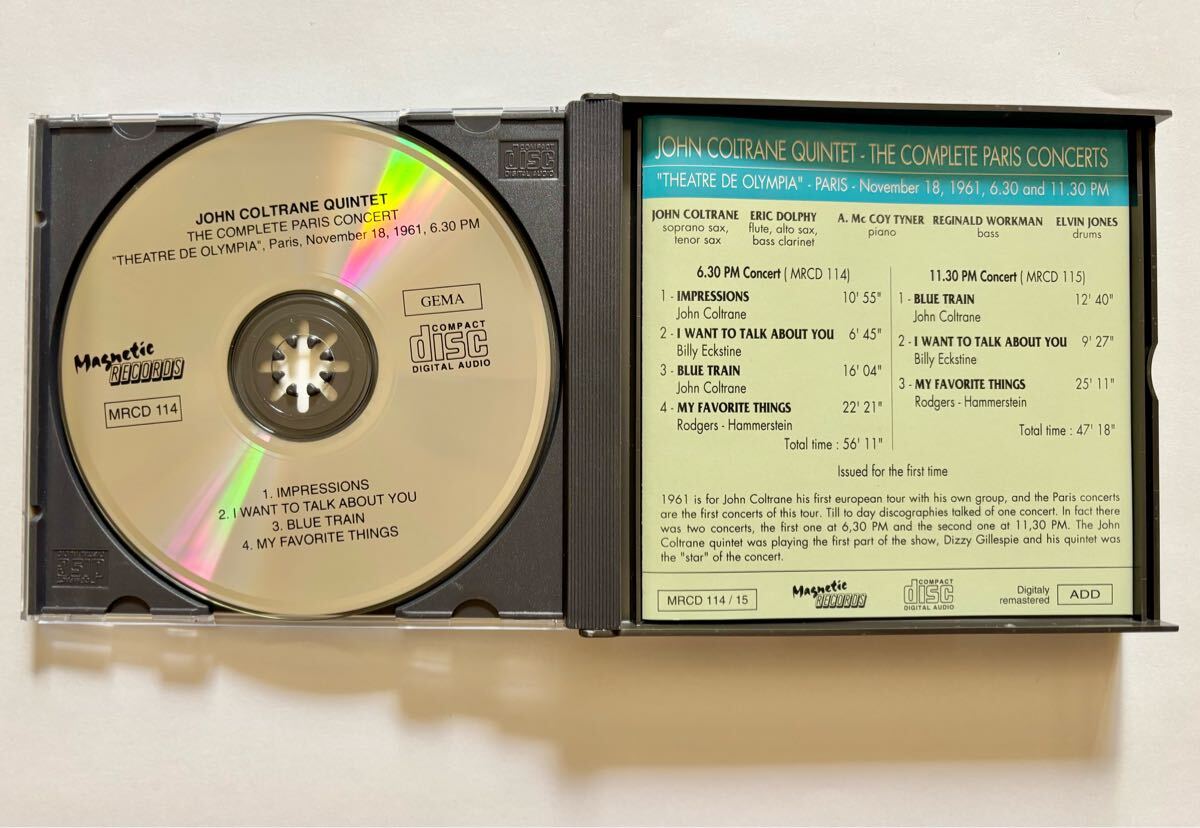 JOHN COLTRANE QUINTET
THE COMPLETE PARIS CONCERT
"THEATRE DE OLYMPIA", Paris, November 18, 1961, 6.30 PM
GEMA
Magnetic
RECORDS
MRCD 114
COMPACT
disc
DIGITAL AUDIO
1. IMPRESSIONS
2. I WANT TO TALK ABOUT YOU
3. BLUE TRAIN
4. MY FAVORITE THINGS
COMPACT
disc
DIGITAL AUDIO
JOHN COLTRANE QUINTET - THE COMPLETE PARIS CONCERTS
"THEATRE DE OLYMPIA" - PARIS - November 18, 1961, 6.30 and 11.30 PM
JOHN COLTRANE
soprano sax,
tenor sax
ERIC DOLPHY
flute, alto sax,
bass clarinet
A. Mc COY TYNER
piano
REGINALD WORKMAN
bass
ELVIN JONES
drums
6.30 PM Concert ( MRCD 114)
1 - IMPRESSIONS 10' 55"
John Coltrane
2 - I WANT TO TALK ABOUT YOU 6' 45"
Billy Eckstine
3 - BLUE TRAIN 16' 04"
John Coltrane
4 - MY FAVORITE THINGS 22' 21"
Rodgers - Hammerstein
Total time : 56' 11"
11.30 PM Concert ( MRCD 115)
1 - BLUE TRAIN 12' 40"
John Coltrane
2 - I WANT TO TALK ABOUT YOU 9' 27"
Billy Eckstine
3 - MY FAVORITE THINGS 25' 11"
Rodgers - Hammerstein
Total time : 47' 18"
Issued for the first time
1961 is for John Coltrane his first european tour with his own group, and the Paris concerts
are the first concerts of this tour. Till to day discographies talked of one concert. In fact there
was two concerts, the first one at 6,30 PM and the second one at 11,30 PM. The John
Coltrane quintet was playing the first part of the show, Dizzy Gillespie and his quintet was
the "star" of the concert.
MRCD 114 / 15
Magnetic
RECORDS
COMPACT
disc
DIGITAL AUDIO
Digitaly
remastered
ADD